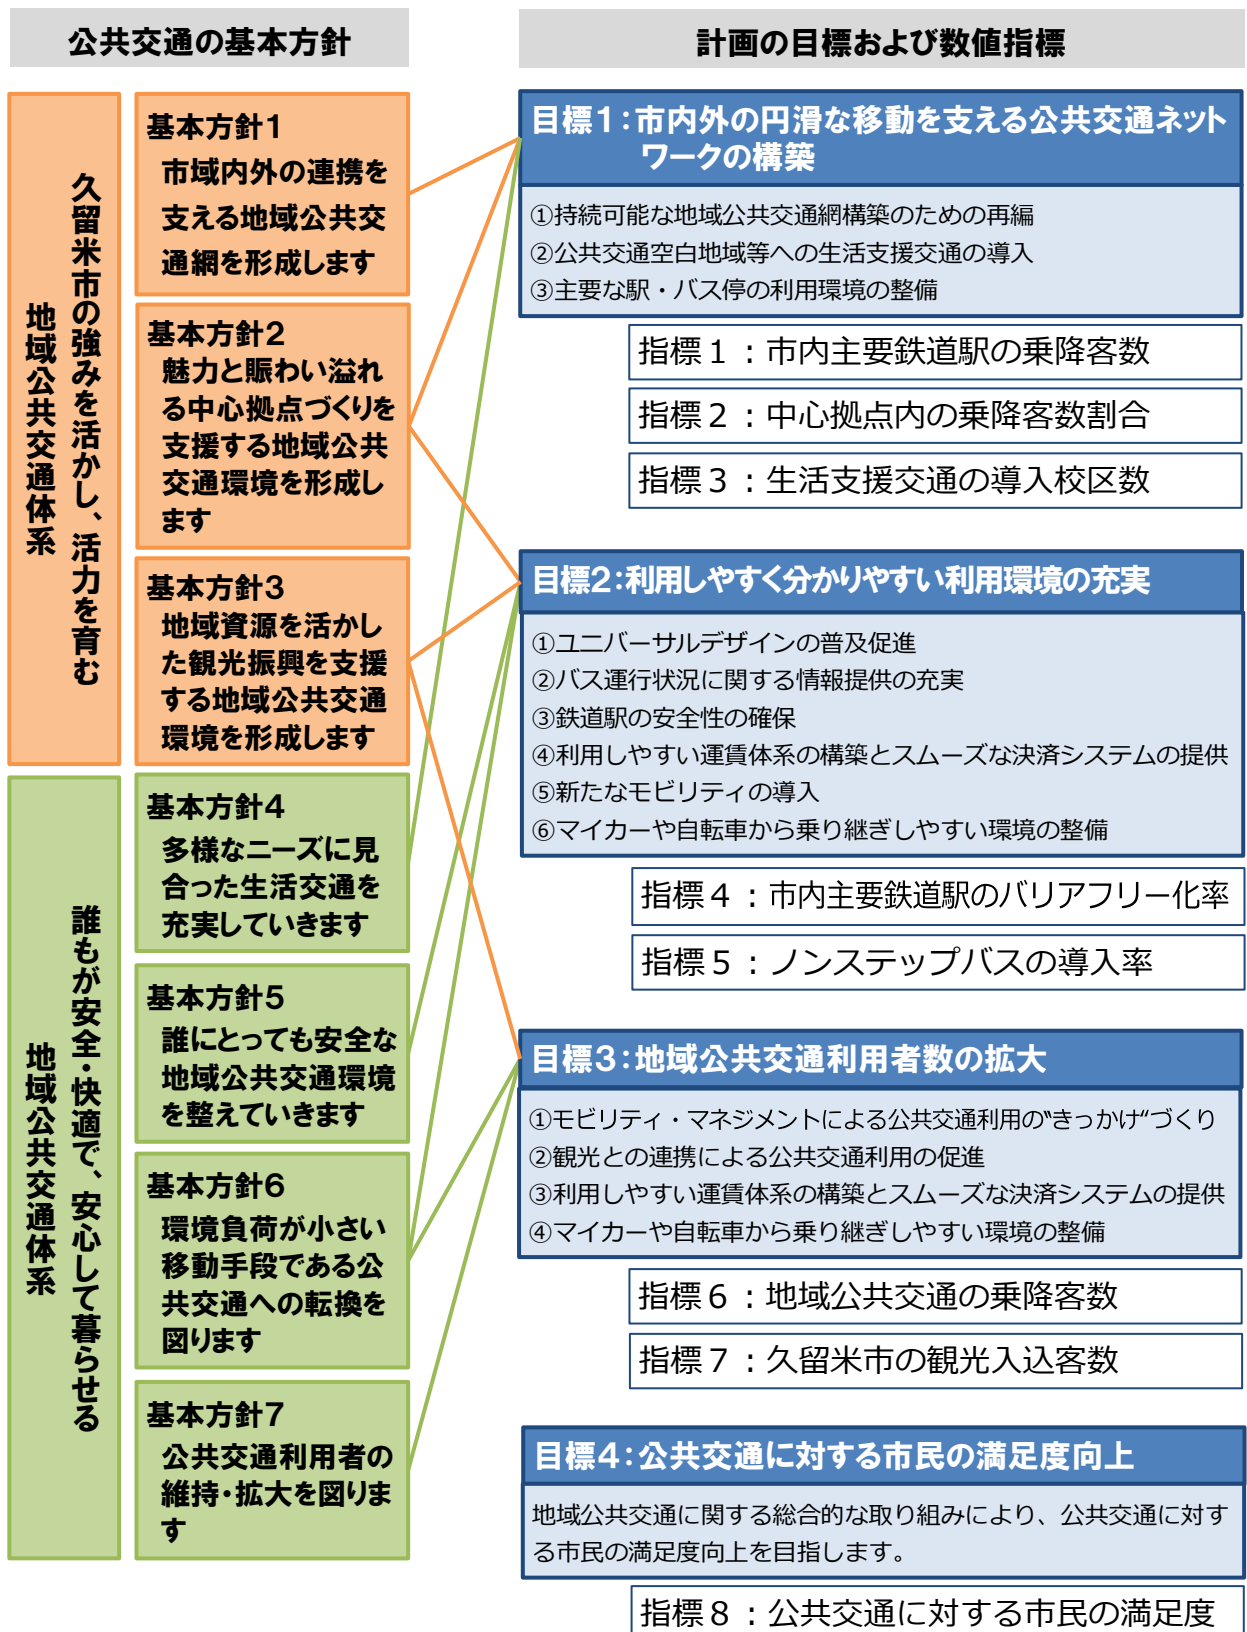 公共交通の基本方針
計画の目標および数値指標
久留米市の強みを活かし、活力を育む
地域公共交通体系
基本方針1
市域内外の連携を
支える地域公共交
通網を形成します
基本方針2
魅力と賑わい溢れ
る中心拠点づくりを
支援する地域公共
交通環境を形成し
ます
基本方針3
地域資源を活かし
た観光振興を支援
する地域公共交通
環境を形成します
誰もが安全・快適で、安心して暮らせる
地域公共交通体系
基本方針4
多様なニーズに見
合った生活交通を
充実していきます
基本方針5
誰にとっても安全な
地域公共交通環境
を整えていきます
基本方針6
環境負荷が小さい
移動手段である公
共交通への転換を
図ります
基本方針7
公共交通利用者の
維持・拡大を図りま
す
目標1：市内外の円滑な移動を支える公共交通ネット
ワークの構築
①持続可能な地域公共交通網構築のための再編
②公共交通空白地域等への生活支援交通の導入
③主要な駅・バス停の利用環境の整備
指標１：市内主要鉄道駅の乗降客数
指標２：中心拠点内の乗降客数割合
指標３：生活支援交通の導入校区数
目標2：利用しやすく分かりやすい利用環境の充実
①ユニバーサルデザインの普及促進
②バス運行状況に関する情報提供の充実
③鉄道駅の安全性の確保
④利用しやすい運賃体系の構築とスムーズな決済システムの提供
⑤新たなモビリティの導入
⑥マイカーや自転車から乗り継ぎしやすい環境の整備
指標４：市内主要鉄道駅のバリアフリー化率
指標５：ノンステップバスの導入率
目標3：地域公共交通利用者数の拡大
①モビリティ・マネジメントによる公共交通利用の“きっかけ“づくり
②観光との連携による公共交通利用の促進
③利用しやすい運賃体系の構築とスムーズな決済システムの提供
④マイカーや自転車から乗り継ぎしやすい環境の整備
指標６：地域公共交通の乗降客数
指標７：久留米市の観光入込客数
目標4：公共交通に対する市民の満足度向上
地域公共交通に関する総合的な取り組みにより、公共交通に対す
る市民の満足度向上を目指します。
指標８：公共交通に対する市民の満足度